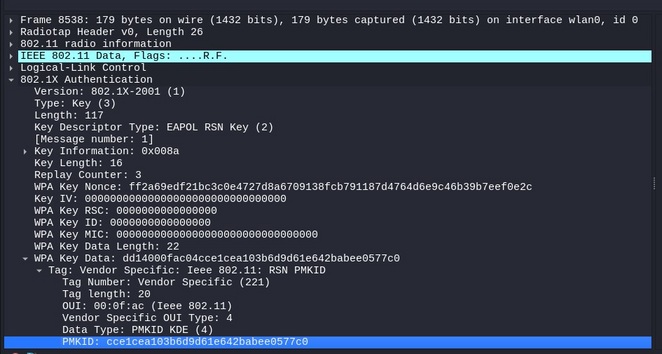 Frame 8538: 179 bytes on wire (1432 bits), 179 bytes captured (1432 bits) on interface wlan0, id 0
Radiotap Header v0, Length 26
802.11 radio information
IEEE 802.11 Data, Flags: ....R.F.
Logical-Link Control
802.1X Authentication
Version: 802.1X-2001 (1)
Type: Key (3)
Length: 117
Key Descriptor Type: EAPOL RSN Key (2)
[Message number: 1]
Key Information: 0x008a
Key Length: 16
Replay Counter: 3
WPA Key Nonce: ff2a69edf21bc3c0e4727d8a6709138fcb791187d4764d6e9c46b39b7eef0e2c
Key IV: 00000000000000000000000000000000
WPA Key RSC: 0000000000000000
WPA Key ID: 0000000000000000
WPA Key MIC: 00000000000000000000000000000000
WPA Key Data Length: 22
WPA Key Data: dd14000fac04cce1cea103b6d9d61e642babee0577c0
Tag: Vendor Specific: Ieee 802.11: RSN PMKID
Tag Number: Vendor Specific (221)
Tag length: 20
OUI: 00:0f:ac (Ieee 802.11)
Vendor Specific OUI Type: 4
Data Type: PMKID KDE (4)
PMKID: cce1cea103b6d9d61e642babee0577c0